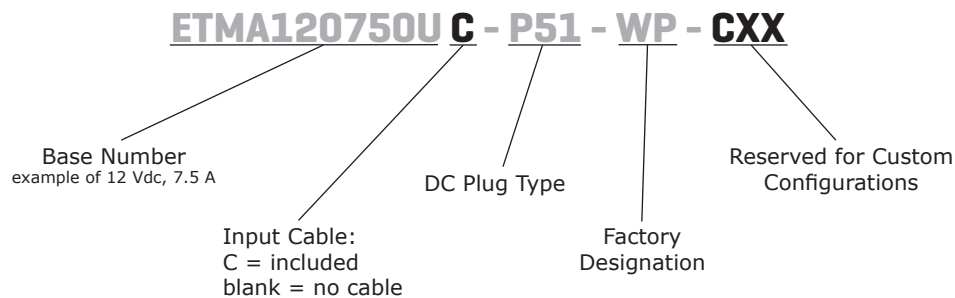 ETMA120750U C - P51 - WP - CXX
Base Number
example of 12 Vdc, 7.5 A
Input Cable:
C = included
blank = no cable
DC Plug Type
Factory
Designation
Reserved for Custom
Configurations